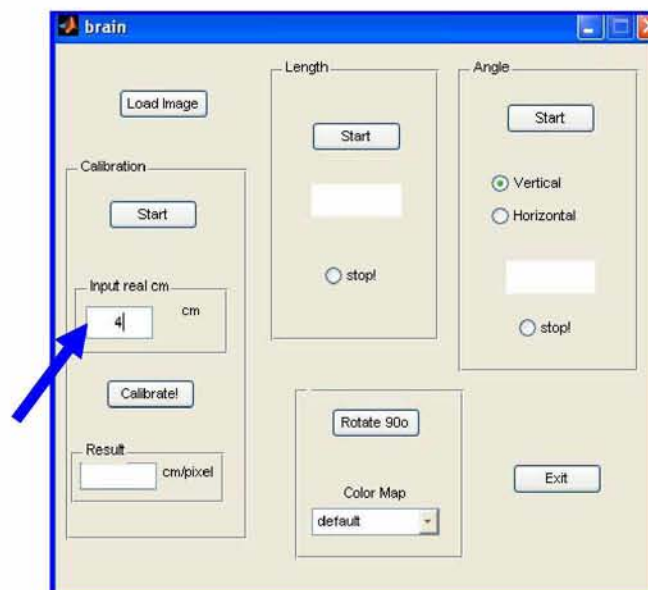 brain
Load Image
Calibration
Start
Input real cm
4
cm
Calibrate!
Result
cm/pixel
Length
Start
stop!
Angle
Start
Vertical
Horizontal
stop!
Rotate 90o
Color Map
default
Exit